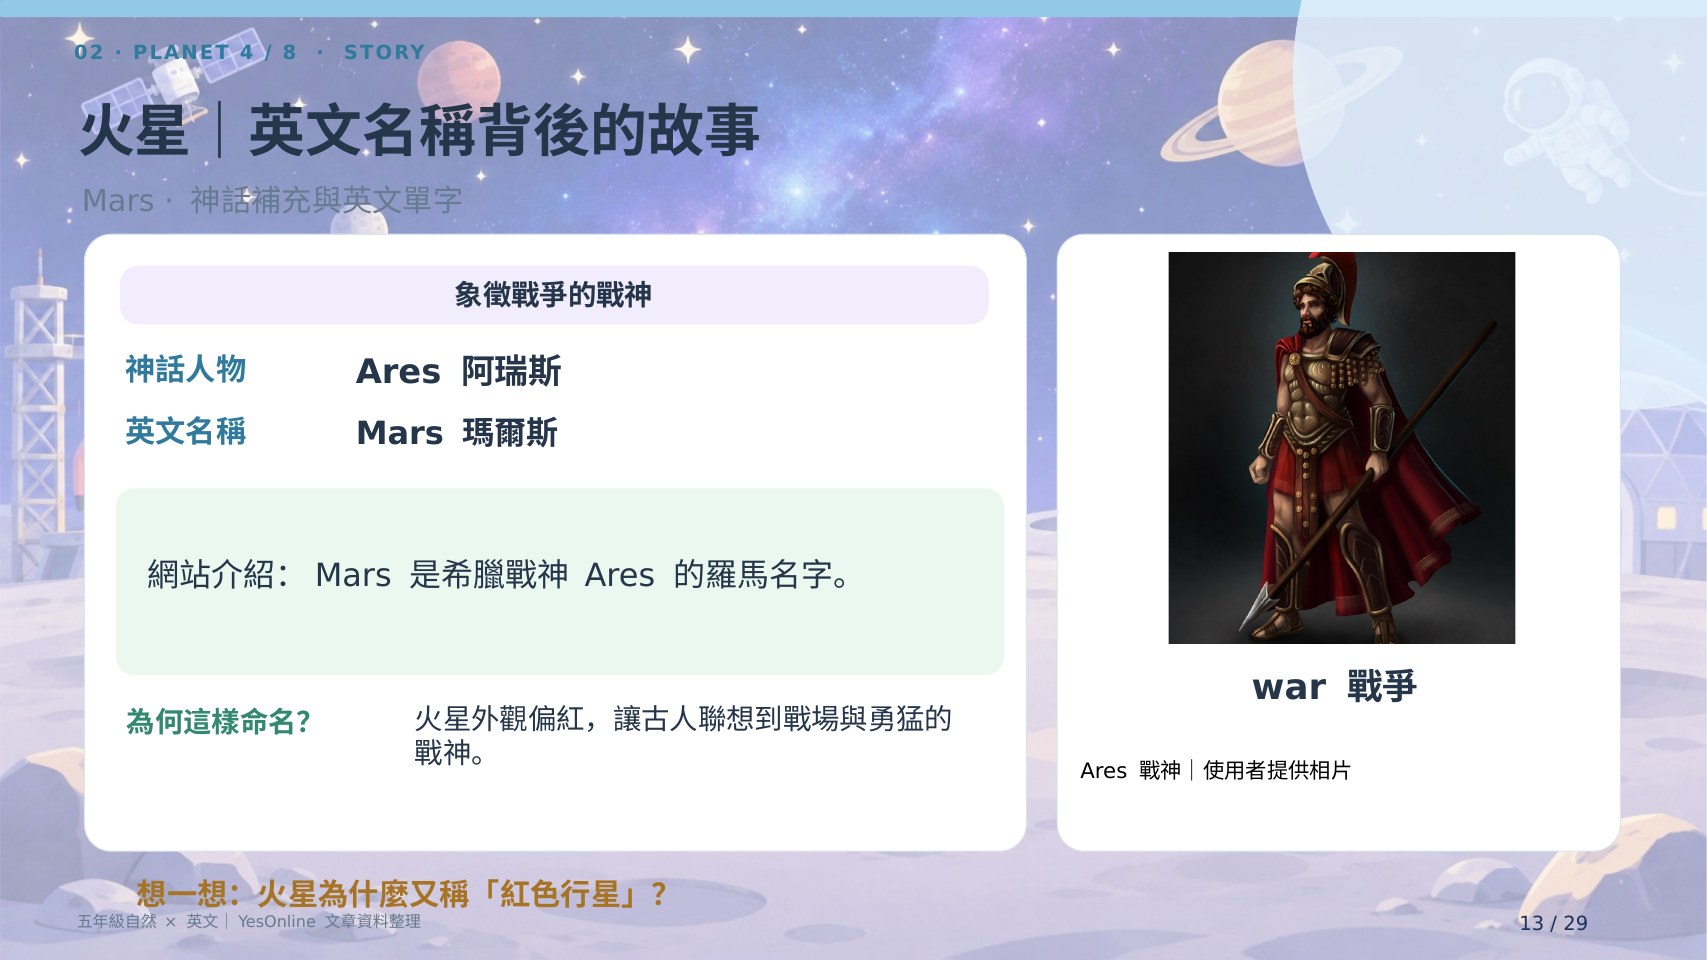 02 · PLANET 4 / 8 · STORY
火星｜英文名稱背後的故事
Mars · 神話補充與英文單字
象徵戰爭的戰神
神話人物 Ares 阿瑞斯
英文名稱 Mars 瑪爾斯
網站介紹： Mars 是希臘戰神 Ares 的羅馬名字。
為何這樣命名？ 火星外觀偏紅，讓古人聯想到戰場與勇猛的
戰神。
war 戰爭
Ares 戰神｜使用者提供相片
想一想：火星為什麼又稱「紅色行星」?
五年級自然 × 英文｜YesOnline 文章資料整理
13 / 29